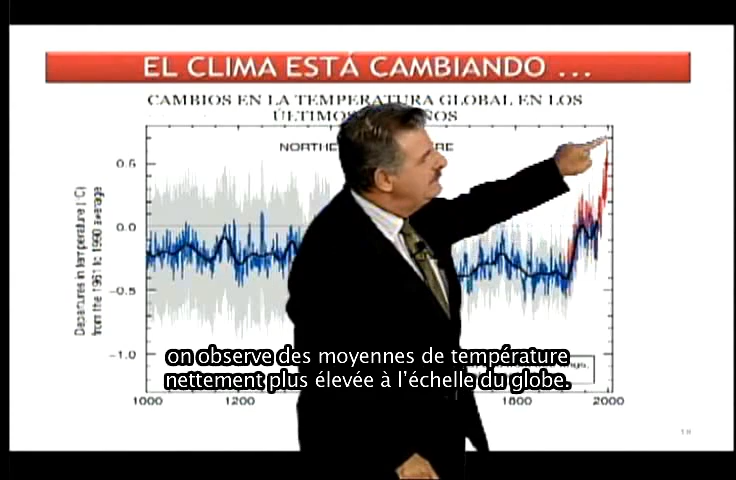 EL CLIMA ESTÁ CAMBIANDO ...
CAMBIOS EN LA TEMPERATURA GLOBAL EN LOS
ÚLTIMOS
NORTHE
0.5
0.0
-0.5
-1.0
Departures in temperature (°C)
from the 1961 to 1990 average
on observe des moyennes de température
nettement plus élevée à l'échelle du globe.
1000 1200 1800 2000